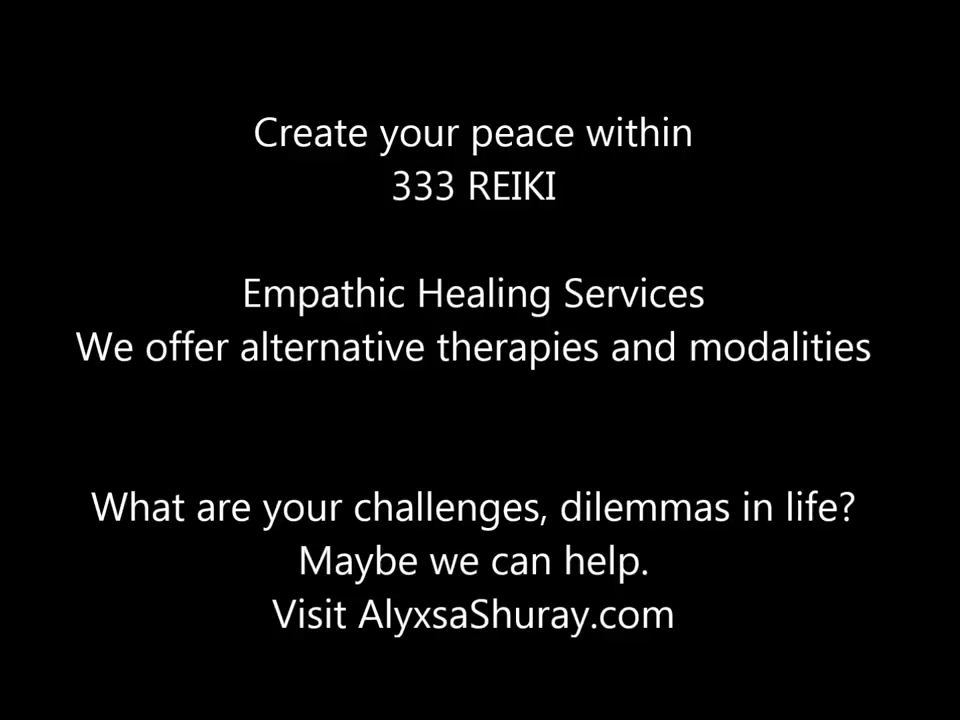 Create your peace within
333 REIKI
Empathic Healing Services
We offer alternative therapies and modalities
What are your challenges, dilemmas in life?
Maybe we can help.
Visit AlyxsaShuray.com